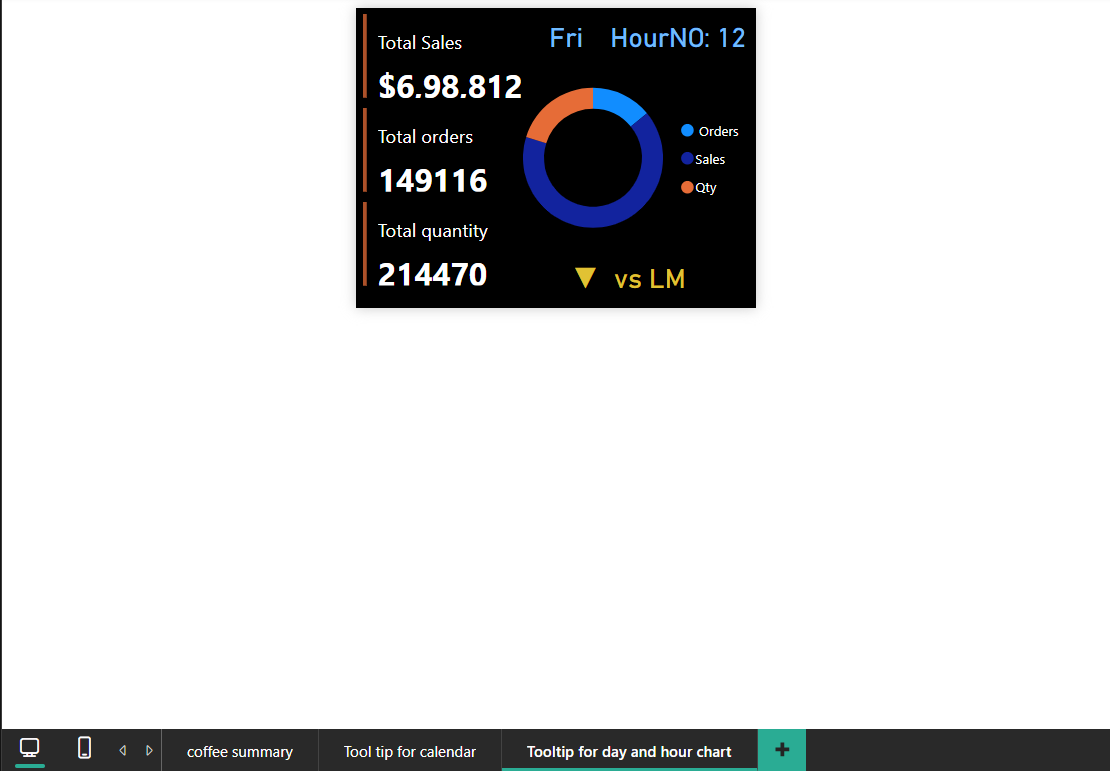 Total Sales
$6,98,812
Total orders
149116
Total quantity
214470
Fri HourNO: 12
Orders
Sales
Qty
▼ vs LM
coffee summary
Tool tip for calendar
Tooltip for day and hour chart